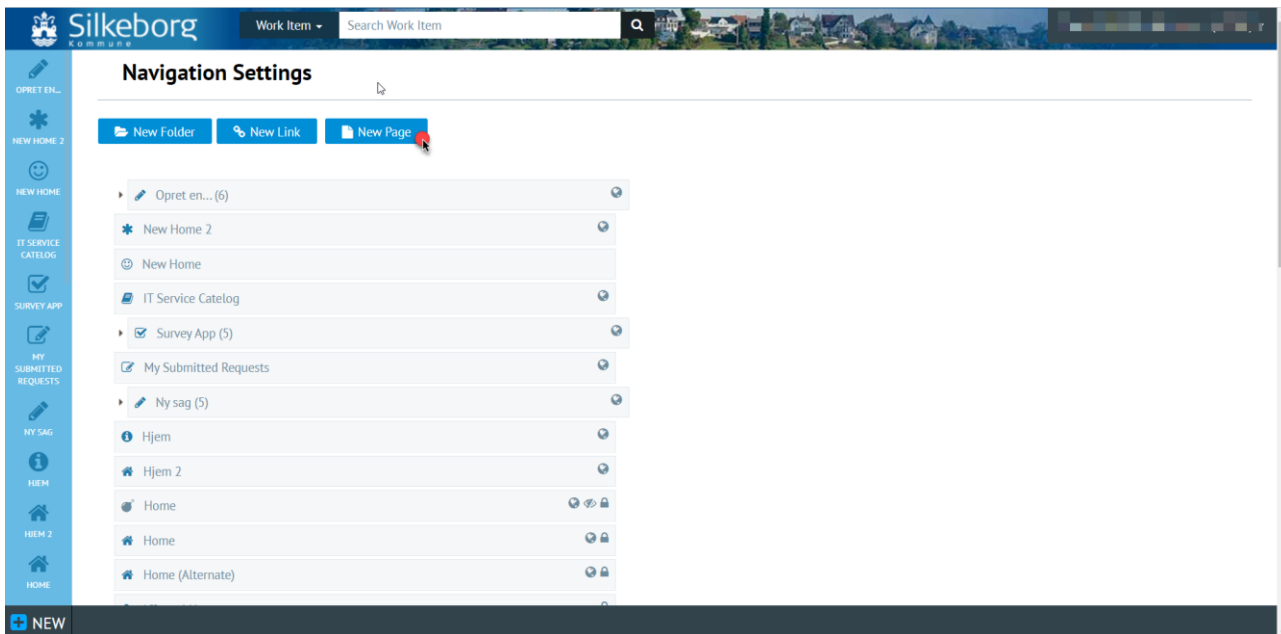 Silkeborg
Kommune
Work Item
Search Work Item
OPRET EN...
NEW HOME 2
NEW HOME
IT SERVICE
CATELOG
SURVEY APP
MY
SUBMITTED
REQUESTS
NY SAG
HJEM
HJEM 2
HOME
NEW
Navigation Settings
New Folder
New Link
New Page
Opret en... (6)
New Home 2
New Home
IT Service Catelog
Survey App (5)
My Submitted Requests
Ny sag (5)
Hjem
Hjem 2
Home
Home
Home (Alternate)